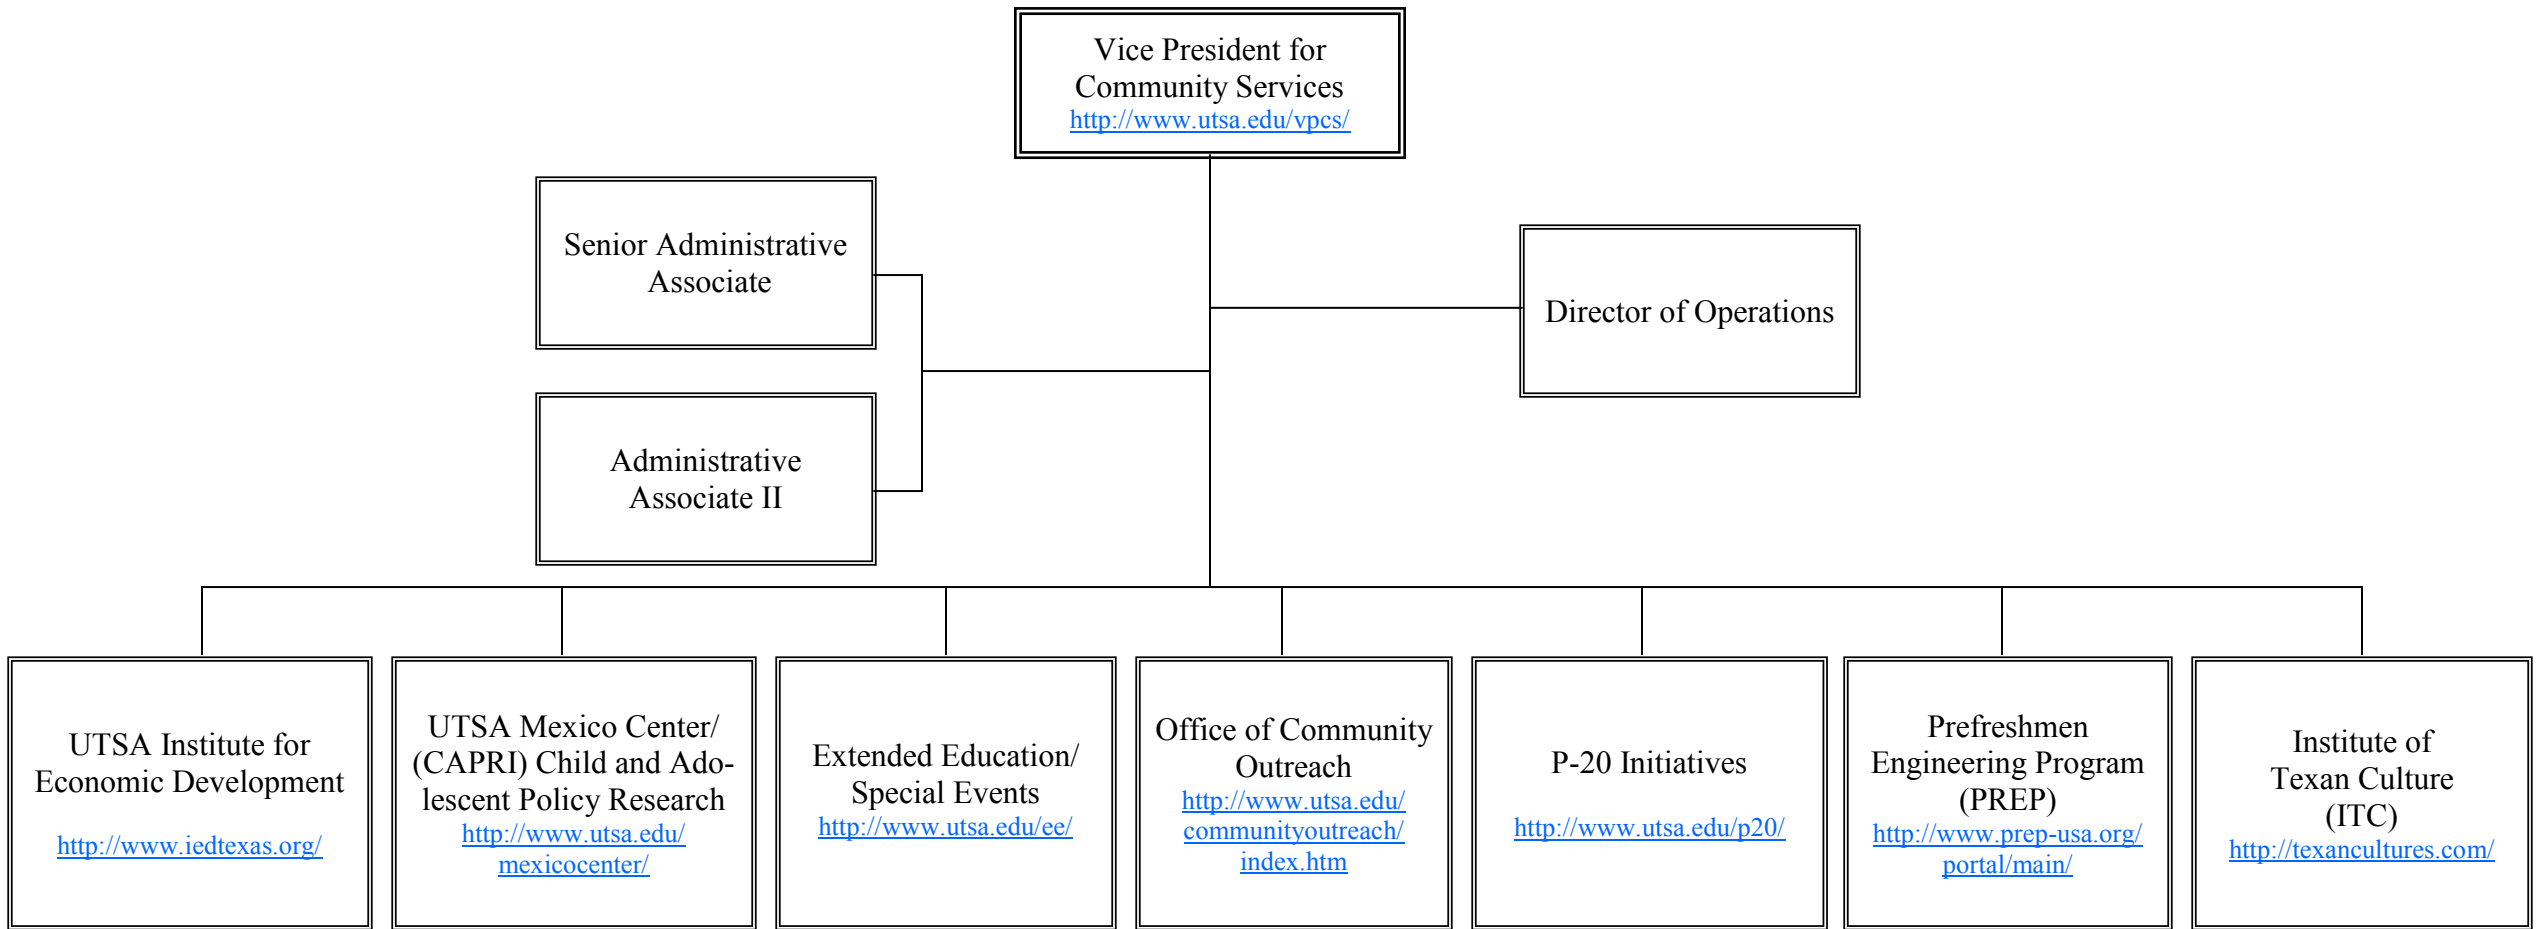 Vice President for
Community Services
http://www.utsa.edu/vpcs/
Senior Administrative
Associate
Director of Operations
Administrative
Associate II
UTSA Institute for
Economic Development
http://www.iedtexas.org/
UTSA Mexico Center/
(CAPRI) Child and Ado-
lescent Policy Research
http://www.utsa.edu/
mexicocenter/
Extended Education/
Special Events
http://www.utsa.edu/ee/
Office of Community
Outreach
http://www.utsa.edu/
communityoutreach/
index.htm
P-20 Initiatives
http://www.utsa.edu/p20/
Prefreshmen
Engineering Program
(PREP)
http://www.prep-usa.org/
portal/main/
Institute of
Texan Culture
(ITC)
http://texancultures.com/